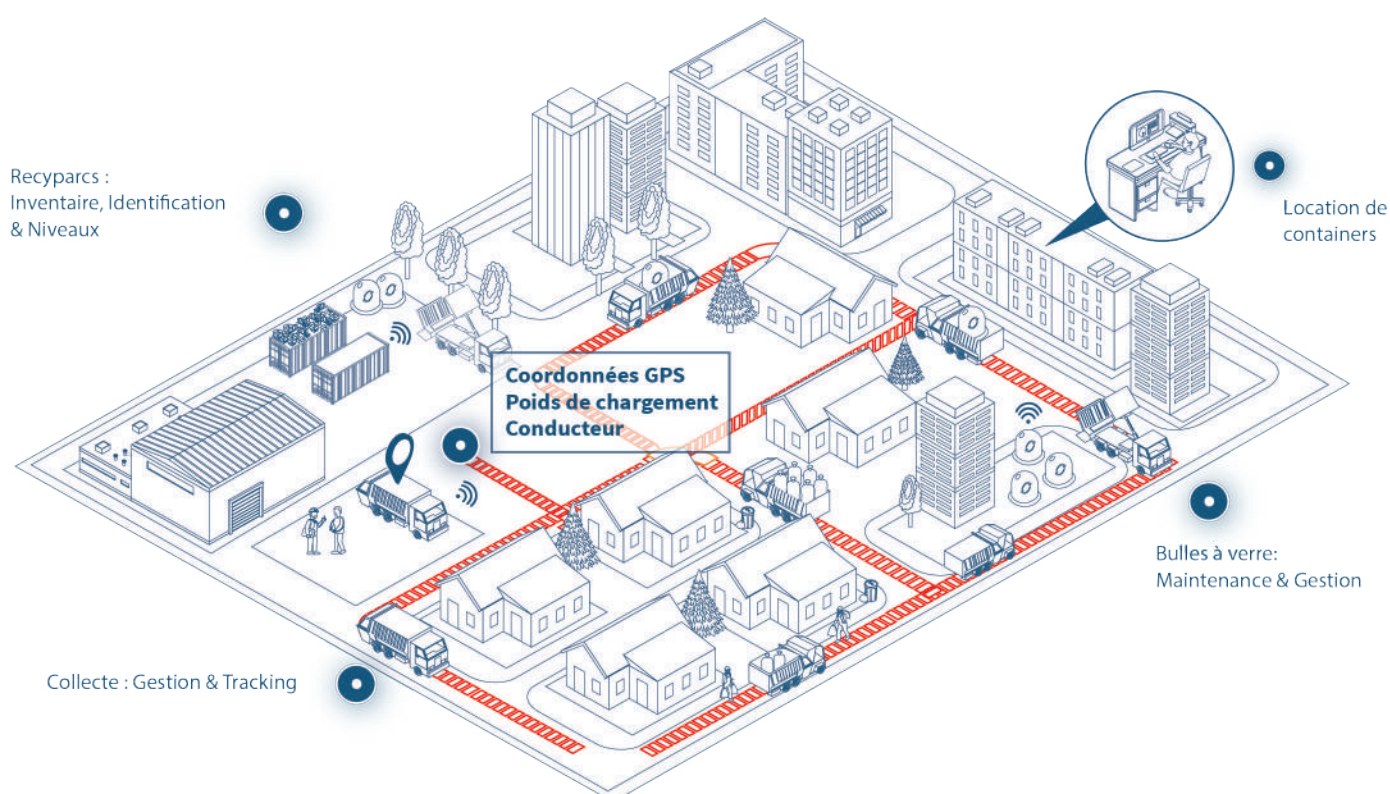 Recyparcs :
Inventaire, Identification
& Niveaux
Location de
containers
Coordonnées GPS
Poids de chargement
Conducteur
Bulles à verre:
Maintenance & Gestion
Collecte : Gestion & Tracking